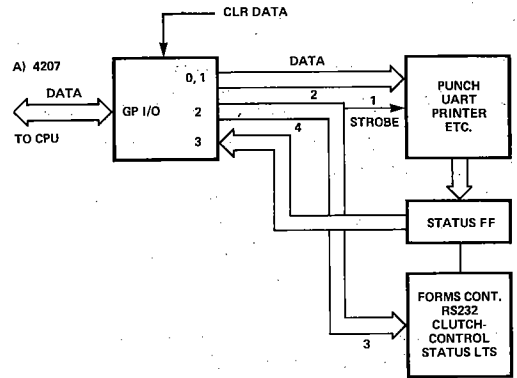 CLR DATA
A) 4207
DATA
TO CPU
GP I/O
0, 1
2
3
DATA
2
4
1
STROBE
PUNCH
UART
PRINTER
ETC.
STATUS FF
FORMS CONT.
RS232
CLUTCH-
CONTROL
STATUS LTS
3